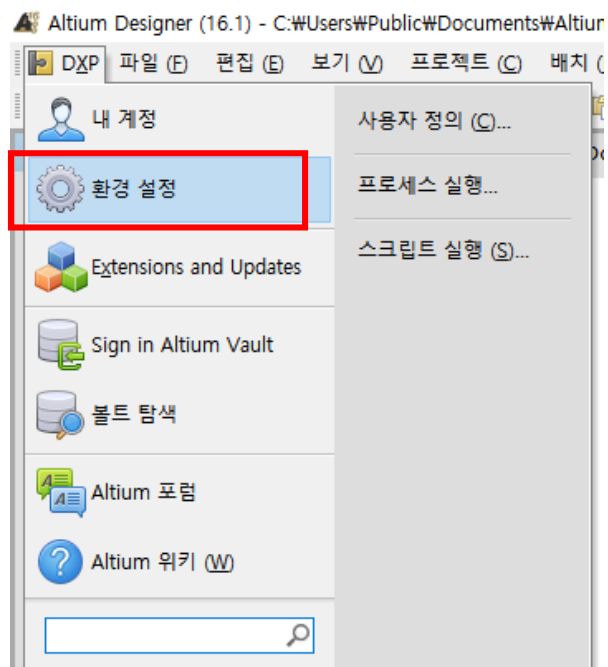 Altium Designer (16.1) - C:₩Users₩Public₩Documents₩Altiun
DXP 파일 (F) 편집 (E) 보기 (V) 프로젝트 (C) 배치 (
내 계정
환경 설정
Extensions and Updates
Sign in Altium Vault
볼트 탐색
Altium 포럼
Altium 위키 (W)
사용자 정의 (C)...
프로세스 실행...
스크립트 실행 (S)...